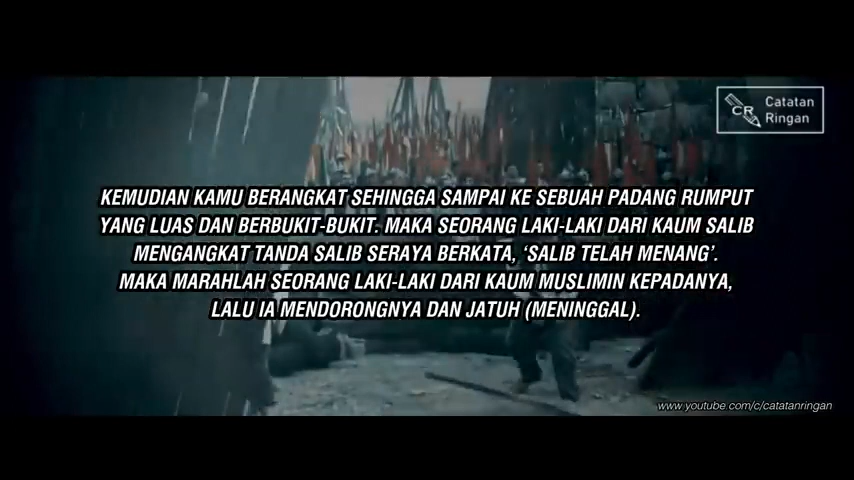 CR Catatan
Ringan
KEMUDIAN KAMU BERANGKAT SEHINGGA SAMPAI KE SEBUAH PADANG RUMPUT
YANG LUAS DAN BERBUKIT-BUKIT. MAKA SEORANG LAKI-LAKI DARI KAUM SALIB
MENGANGKAT TANDA SALIB SERAYA BERKATA, ‘SALIB TELAH MENANG’.
MAKA MARAHLAH SEORANG LAKI-LAKI DARI KAUM MUSLIMIN KEPADANYA,
LALU IA MENDORONGNYA DAN JATUH (MENINGGAL).
www.youtube.com/c/catatanringan